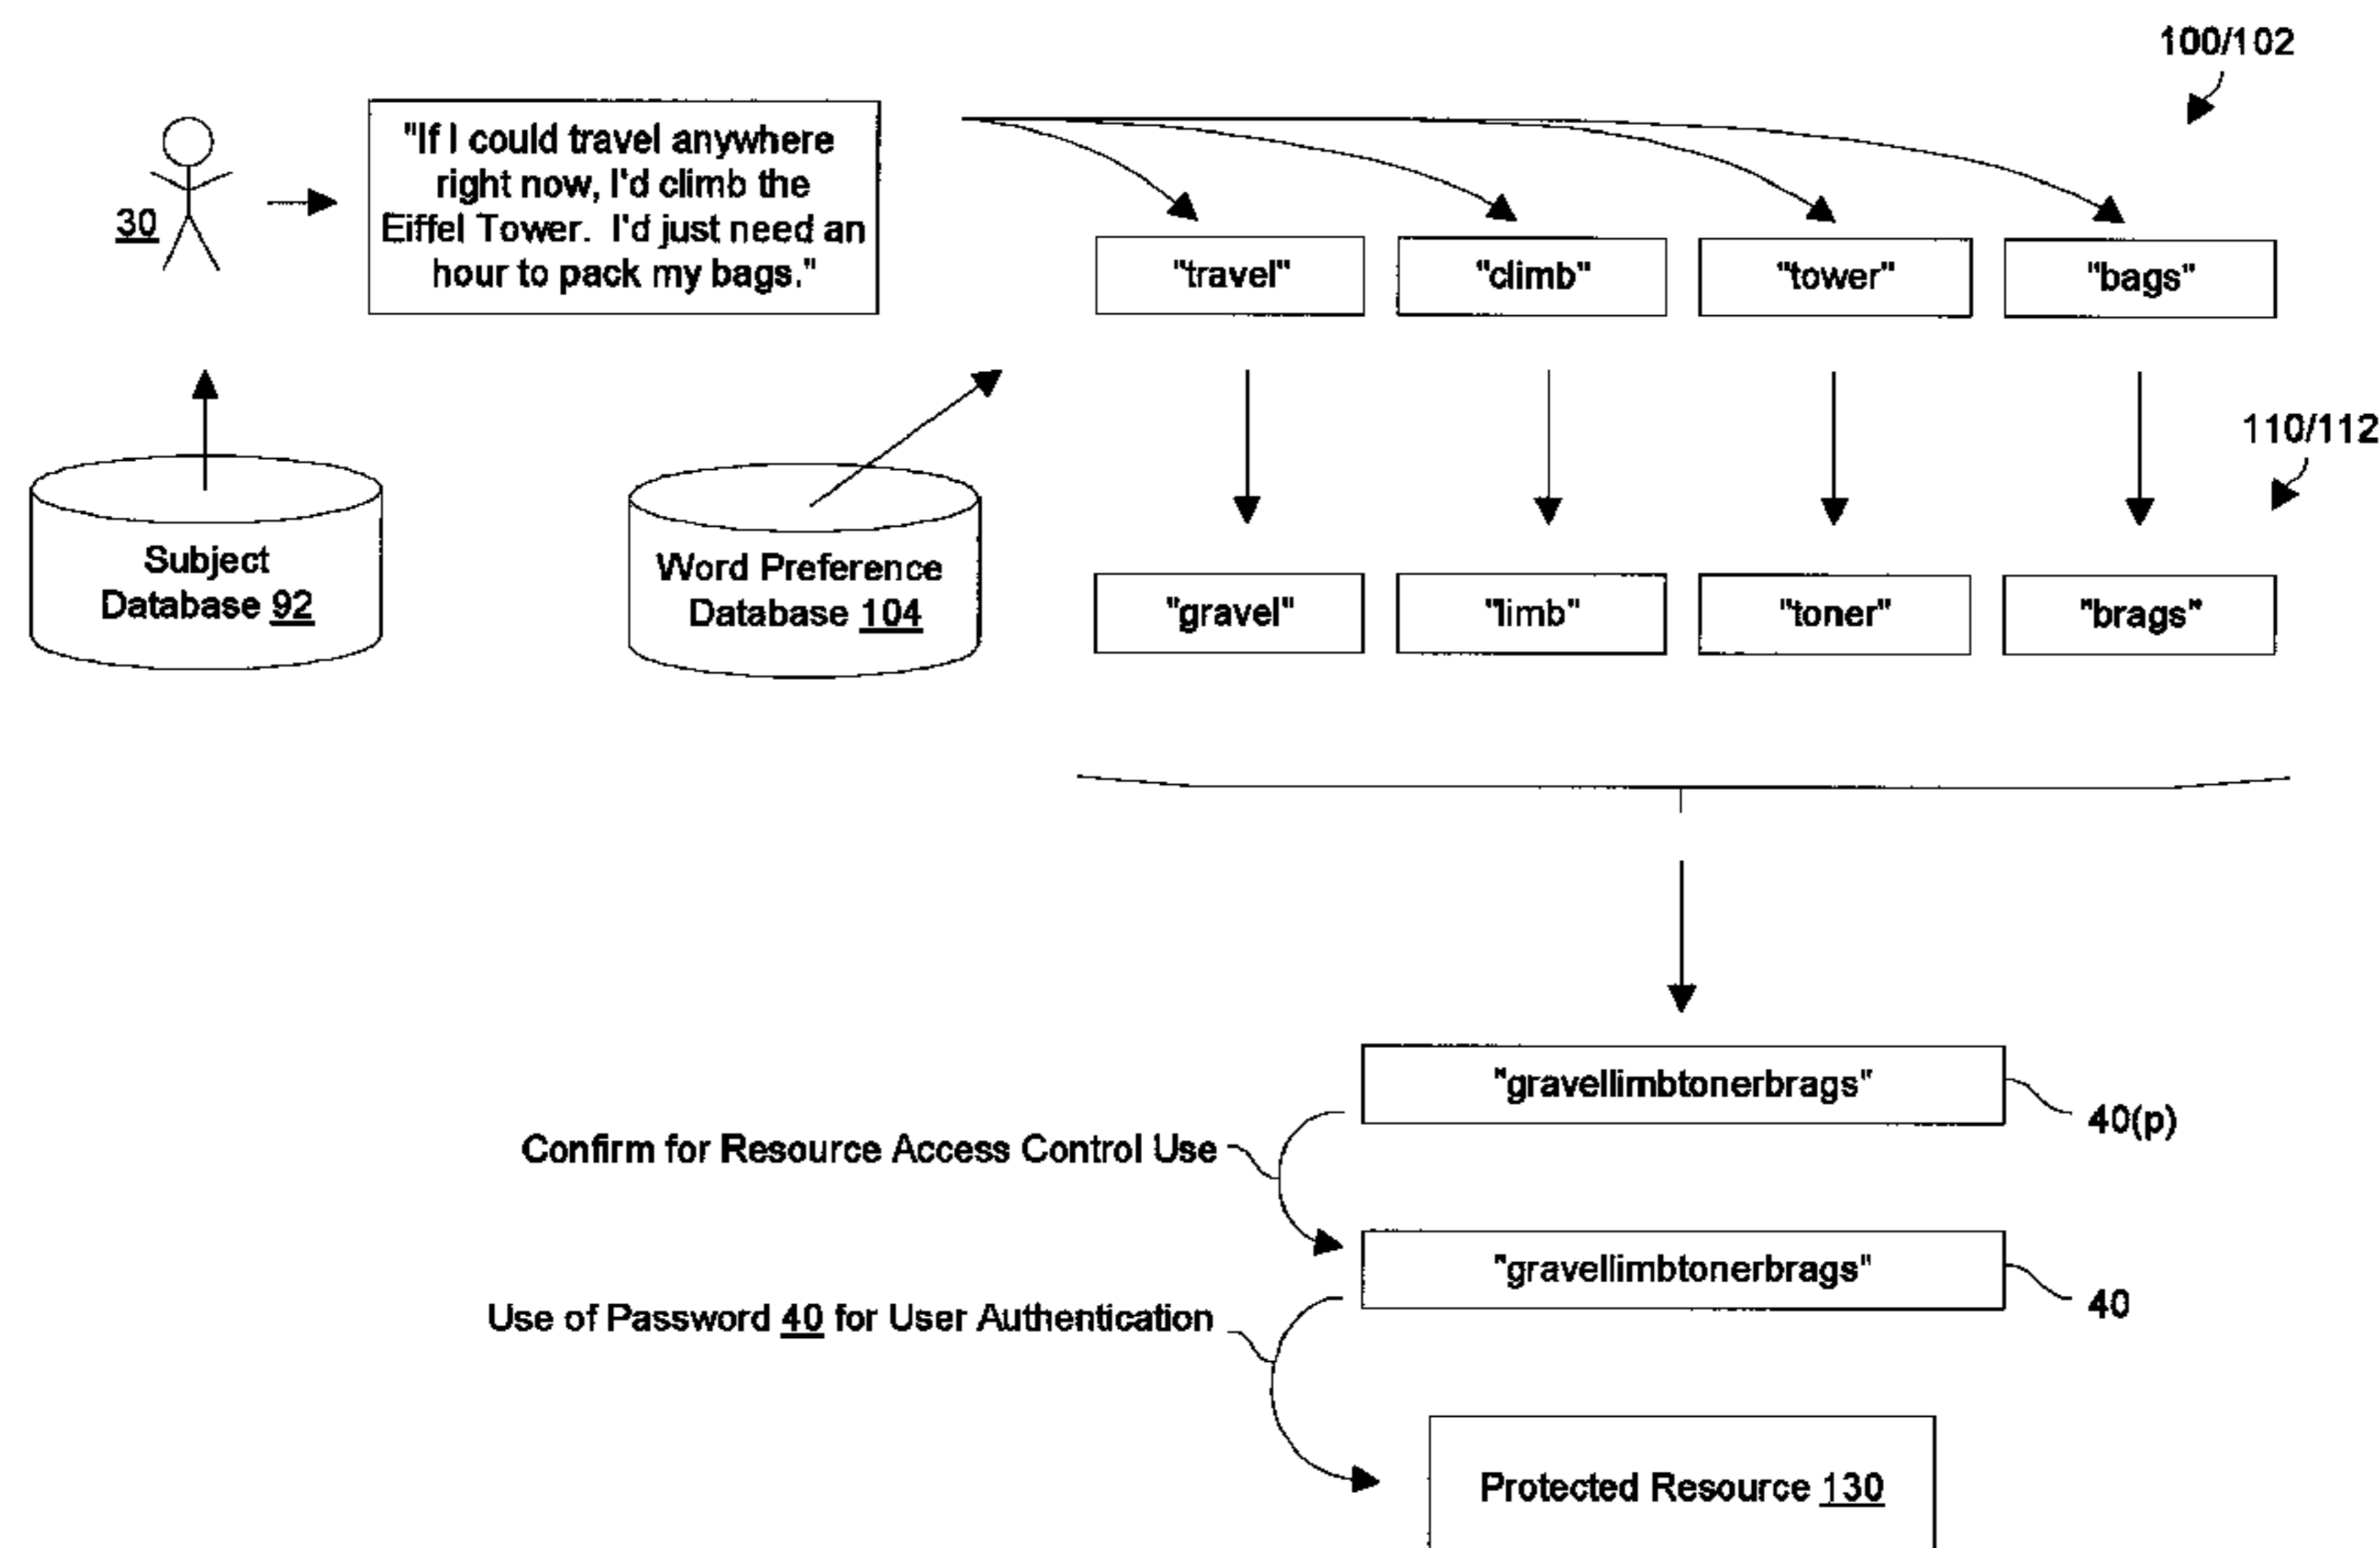 100/102
"If I could travel anywhere
right now, I'd climb the
Eiffel Tower.  I'd just need an
hour to pack my bags."
30
"travel"
"climb"
"tower"
"bags"
110/112
Subject
Database 92
Word Preference
Database 104
"gravel"
"limb"
"toner"
"brags"
"gravellimbtonerbrags"
40(p)
Confirm for Resource Access Control Use
"gravellimbtonerbrags"
40
Use of Password 40 for User Authentication
Protected Resource 130